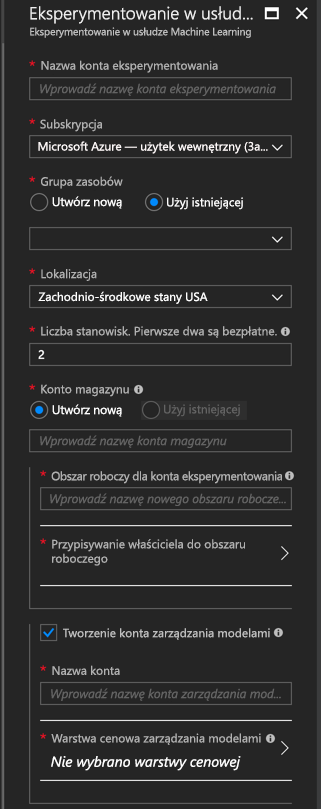 Eksperymentowanie w usłud...
Eksperymentowanie w usłudze Machine Learning
* Nazwa konta eksperymentowania
Wprowadź nazwę konta eksperymentowania
* Subskrypcja
Microsoft Azure — użytek wewnętrzny (3a...
* Grupa zasobów
Utwórz nową Użyj istniejącej
* Lokalizacja
Zachodnio-środkowe stany USA
* Liczba stanowisk. Pierwsze dwa są bezpłatne.
2
* Konto magazynu
Utwórz nową Użyj istniejącej
Wprowadź nazwę konta magazynu
* Obszar roboczy dla konta eksperymentowania
Wprowadź nazwę nowego obszaru robocze...
* Przypisywanie właściciela do obszaru
roboczego
Tworzenie konta zarządzania modelami
* Nazwa konta
Wprowadź nazwę konta zarządzania mod...
* Warstwa cenowa zarządzania modelami
Nie wybrano warstwy cenowej